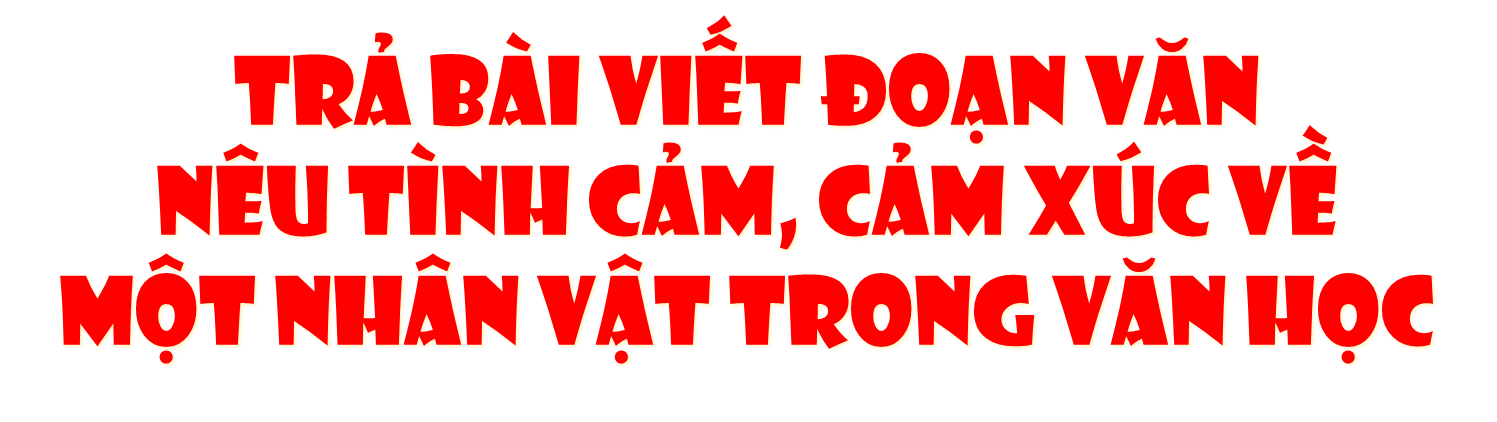 TRẢ BÀI VIẾT ĐOẠN VĂN
NÊU TÌNH CẢM, CẢM XÚC VỀ
MỘT NHÂN VẬT TRONG VĂN HỌC